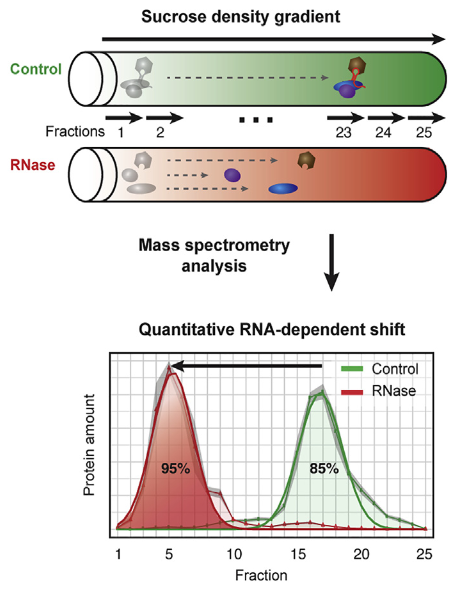 Sucrose density gradient
Control
Fractions 1 2 ... 23 24 25
RNase
Mass spectrometry
analysis
Quantitative RNA-dependent shift
Control
RNase
Protein amount
95% 85%
1 5 10 15 20 25
Fraction